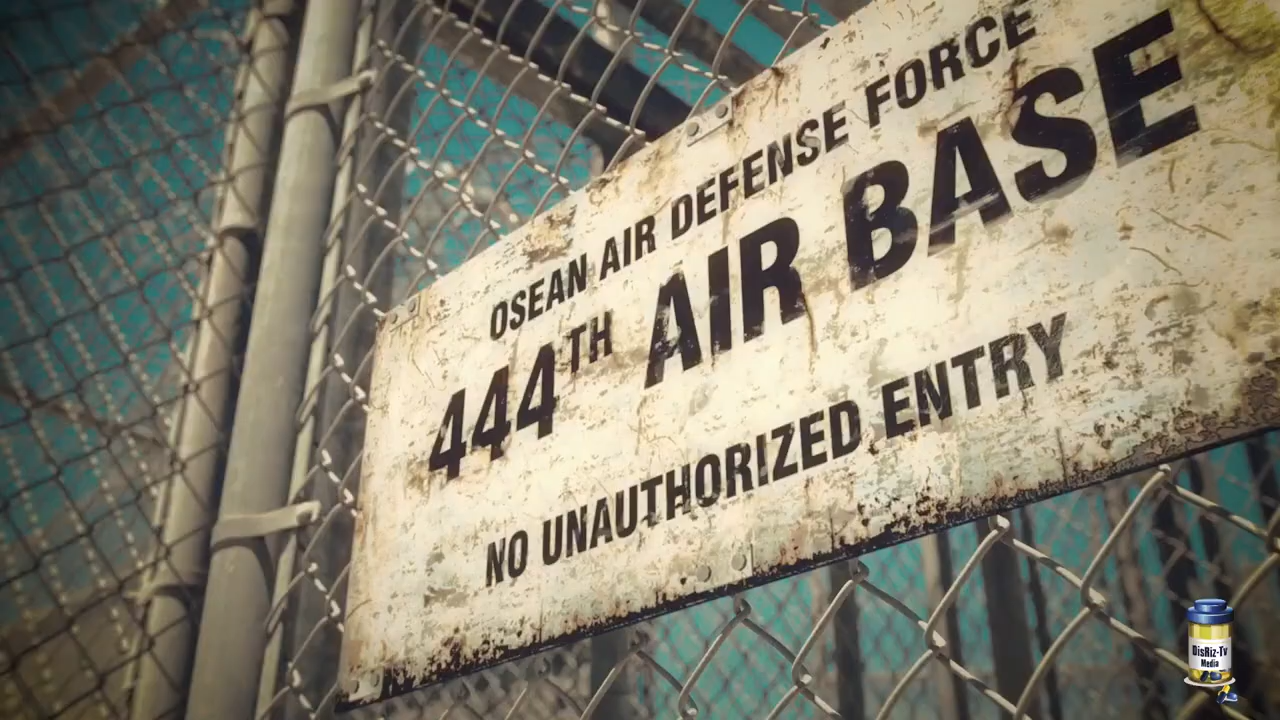 OSEAN AIR DEFENSE FORCE
444TH AIR BASE
NO UNAUTHORIZED ENTRY
DisRiz-Tv
Media